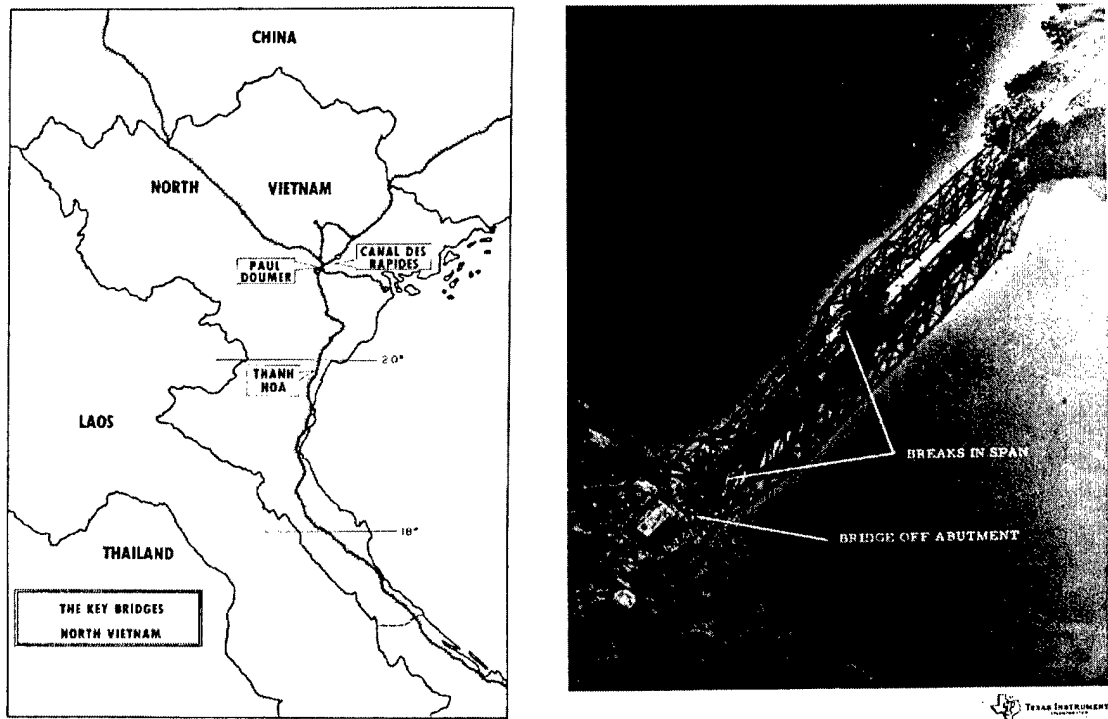 CHINA
NORTH
VIETNAM
PAUL
DOUMER
CANAL DES
RAPIDES
20°
THANH
HOA
LAOS
18°
THAILAND
THE KEY BRIDGES
NORTH VIETNAM
BREAKS IN SPAN
BRIDGE OFF ABUTMENT
TEXAS INSTRUMENTS
INCORPORATED